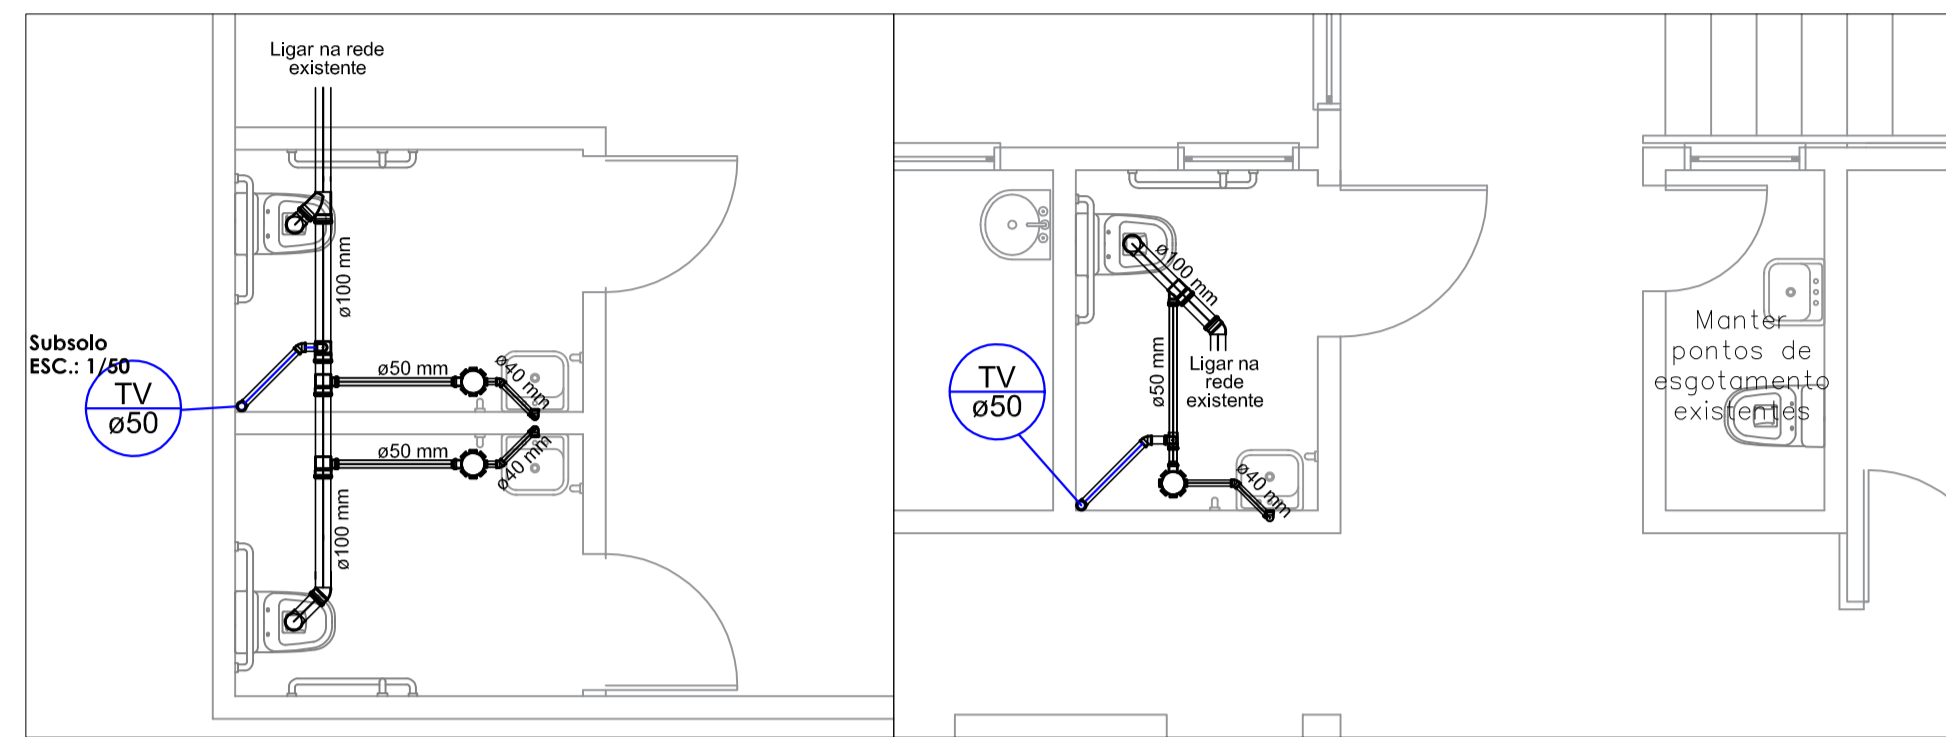 Ligar na rede
existente
ø100 mm
Subsolo
ESC.: 1/50
TV
ø50
ø50 mm
ø40 mm
ø50 mm
ø40 mm
ø100 mm
ø100 mm
ø50 mm
Ligar na
rede
existente
TV
ø50
ø40 mm
Manter
pontos de
esgotamento
existentes